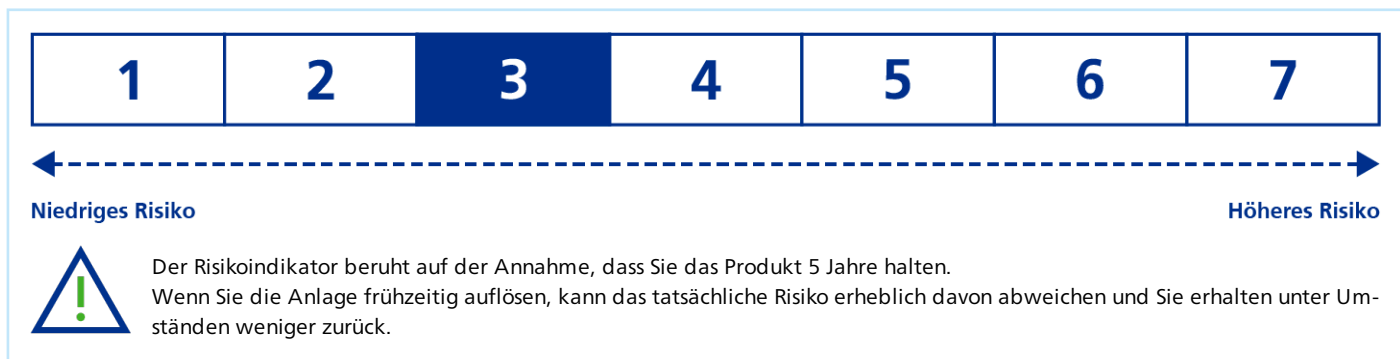 1 2 3 4 5 6 7
Niedriges Risiko Höheres Risiko
Der Risikoindikator beruht auf der Annahme, dass Sie das Produkt 5 Jahre halten.
Wenn Sie die Anlage frühzeitig auflösen, kann das tatsächliche Risiko erheblich davon abweichen und Sie erhalten unter Um-
ständen weniger zurück.